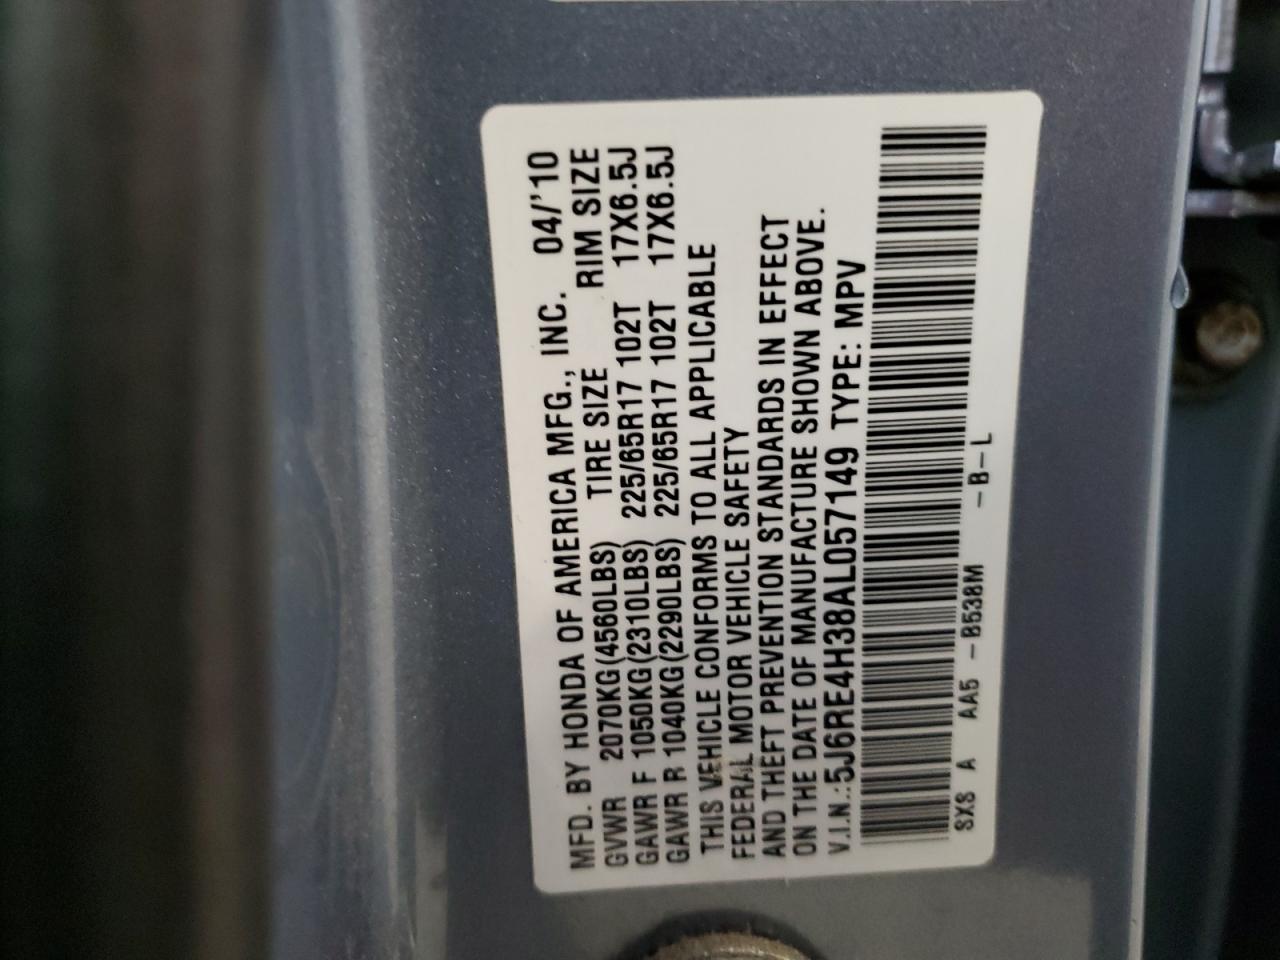 MFD. BY HONDA OF AMERICA MFG., INC. 04/'10
GVWR 2070KG(4560LBS) TIRE SIZE RIM SIZE
GAWR F 1050KG(2310LBS) 225/65R17 102T 17X6.5J
GAWR R 1040KG(2290LBS) 225/65R17 102T 17X6.5J
THIS VEHICLE CONFORMS TO ALL APPLICABLE
FEDERAL MOTOR VEHICLE SAFETY
AND THEFT PREVENTION STANDARDS IN EFFECT
ON THE DATE OF MANUFACTURE SHOWN ABOVE.
V.I.N.:5J6RE4H38AL057149 TYPE: MPV
SXS A AA5 -B538M -B-L